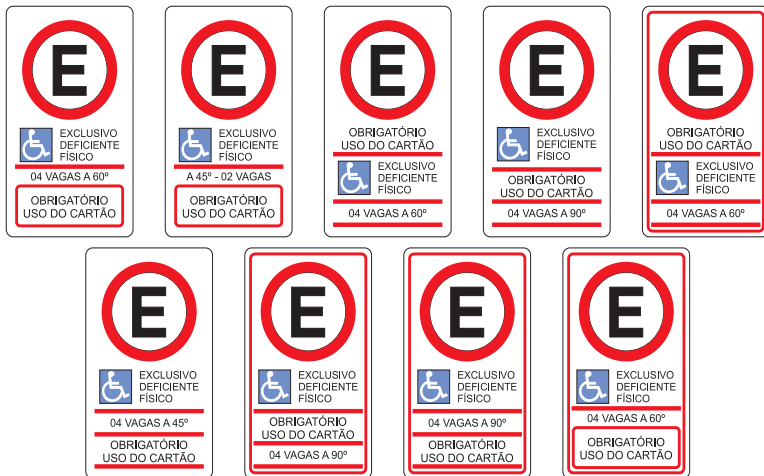 E
EXCLUSIVO
DEFICIENTE
FÍSICO
04 VAGAS A 60º
OBRIGATÓRIO
USO DO CARTÃO
E
EXCLUSIVO
DEFICIENTE
FÍSICO
A 45º - 02 VAGAS
OBRIGATÓRIO
USO DO CARTÃO
E
OBRIGATÓRIO
USO DO CARTÃO
EXCLUSIVO
DEFICIENTE
FÍSICO
04 VAGAS A 60º
E
EXCLUSIVO
DEFICIENTE
FÍSICO
OBRIGATÓRIO
USO DO CARTÃO
04 VAGAS A 90º
E
OBRIGATÓRIO
USO DO CARTÃO
EXCLUSIVO
DEFICIENTE
FÍSICO
04 VAGAS A 60º
E
EXCLUSIVO
DEFICIENTE
FÍSICO
04 VAGAS A 45º
OBRIGATÓRIO
USO DO CARTÃO
E
EXCLUSIVO
DEFICIENTE
FÍSICO
OBRIGATÓRIO
USO DO CARTÃO
04 VAGAS A 90º
E
EXCLUSIVO
DEFICIENTE
FÍSICO
04 VAGAS A 90º
OBRIGATÓRIO
USO DO CARTÃO
E
EXCLUSIVO
DEFICIENTE
FÍSICO
04 VAGAS A 60º
OBRIGATÓRIO
USO DO CARTÃO